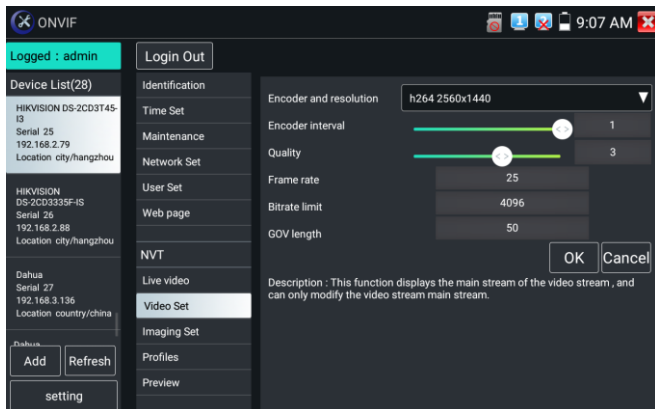 ONVIF
9:07 AM
Logged : admin
Login Out
Device List(28)
HIKVISION DS-2CD3T45-
I3
Serial 25
192.168.2.79
Location city/hangzhou
HIKVISION
DS-2CD3335F-IS
Serial 26
192.168.2.88
Location city/hangzhou
Dahua
Serial 27
192.168.3.136
Location country/china
Dahua
Add
Refresh
setting
Identification
Time Set
Maintenance
Network Set
User Set
Web page
NVT
Live video
Video Set
Imaging Set
Profiles
Preview
Encoder and resolution
h264 2560x1440
Encoder interval
1
Quality
3
Frame rate
25
Bitrate limit
4096
GOV length
50
OK
Cancel
Description : This function displays the main stream of the video stream , and
can only modify the video stream main stream.